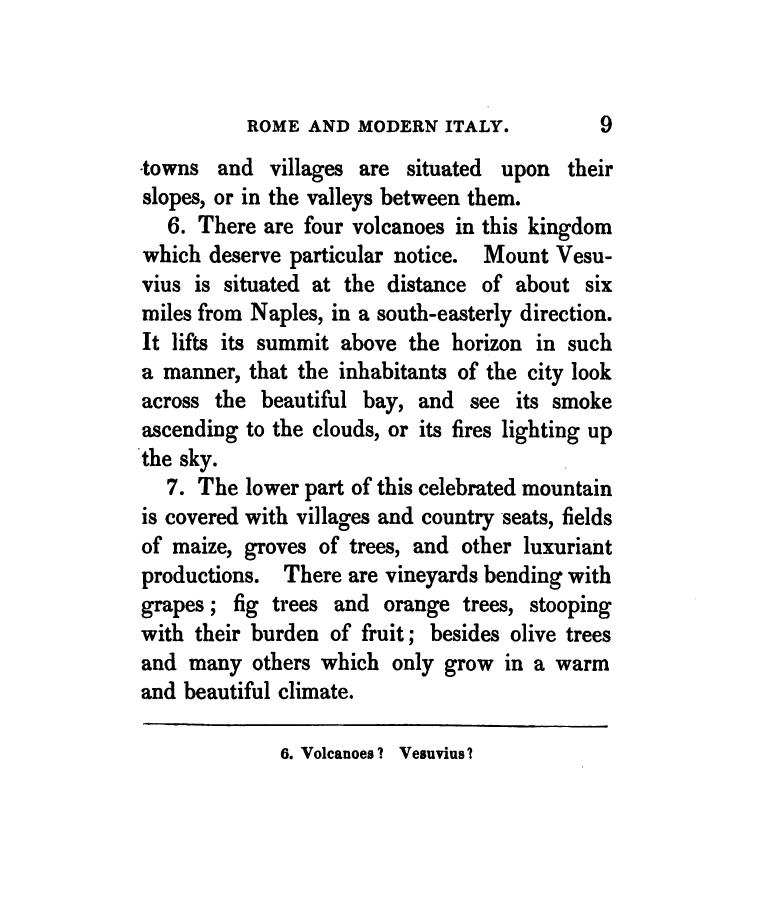 ROME AND MODERN ITALY. 9
towns and villages are situated upon their
slopes, or in the valleys between them.
6. There are four volcanoes in this kingdom
which deserve particular notice. Mount Vesu-
vius is situated at the distance of about six
miles from Naples, in a south-easterly direction.
It lifts its summit above the horizon in such
a manner, that the inhabitants of the city look
across the beautiful bay, and see its smoke
ascending to the clouds, or its fires lighting up
the sky.
7. The lower part of this celebrated mountain
is covered with villages and country seats, fields
of maize, groves of trees, and other luxuriant
productions. There are vineyards bending with
grapes; fig trees and orange trees, stooping
with their burden of fruit; besides olive trees
and many others which only grow in a warm
and beautiful climate.
6. Volcanoes? Vesuvius?